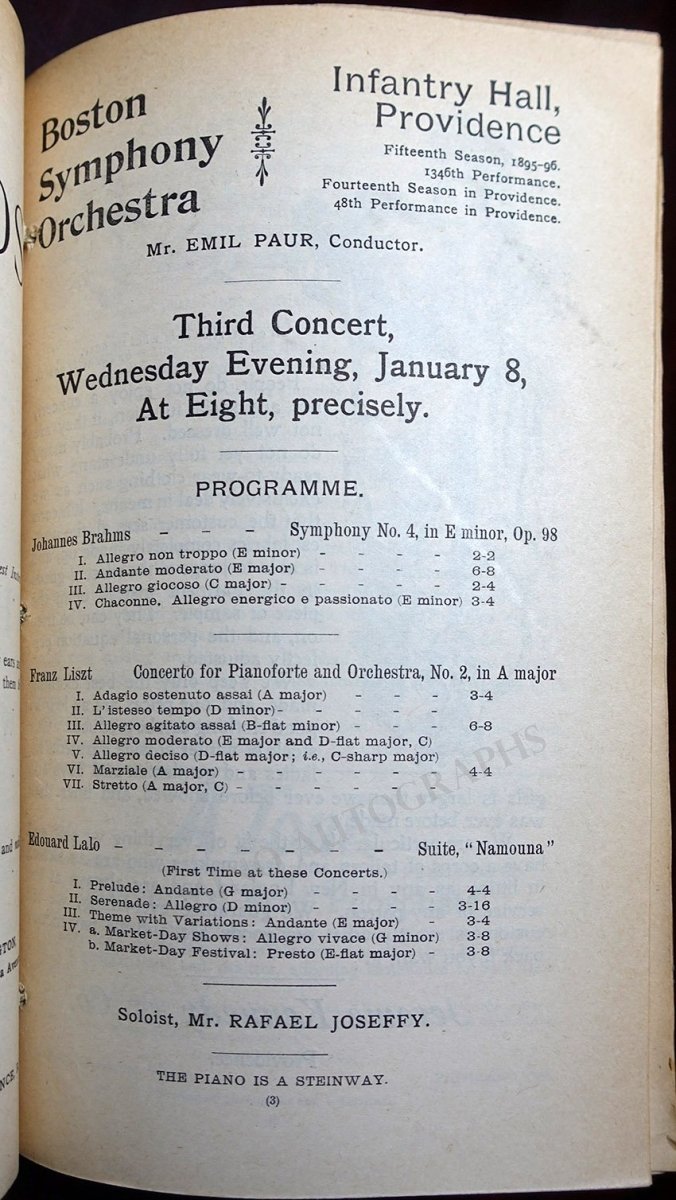 Boston
Symphony
Orchestra
Infantry Hall,
Providence
Fifteenth Season, 1895-96.
1346th Performance.
Fourteenth Season in Providence.
48th Performance in Providence.
Mr. EMIL PAUR, Conductor.
Third Concert,
Wednesday Evening, January 8,
At Eight, precisely.
PROGRAMME.
Johannes Brahms - - - Symphony No. 4, in E minor, Op. 98
I. Allegro non troppo (E minor) - - - - 2-2
II. Andante moderato (E major) - - - - 6-8
III. Allegro giocoso (C major) - - - - - 2-4
IV. Chaconne. Allegro energico e passionato (E minor) 3-4
Franz Liszt Concerto for Pianoforte and Orchestra, No. 2, in A major
I. Adagio sostenuto assai (A major) - - - 3-4
II. L'istesso tempo (D minor) - - - - -
III. Allegro agitato assai (B-flat minor) - - - 6-8
IV. Allegro moderato (E major and D-flat major, C)
V. Allegro deciso (D-flat major; i.e., C-sharp major)
VI. Marziale (A major) - - - - - - 4-4
VII. Stretto (A major, C) - - - - - -
Edouard Lalo - - - - - - - Suite, "Namouna"
(First Time at these Concerts.)
I. Prelude: Andante (G major) - - - - 4-4
II. Serenade: Allegro (D minor) - - - - 3-16
III. Theme with Variations: Andante (E major) - 3-4
IV. a. Market-Day Shows: Allegro vivace (G minor) 3-8
b. Market-Day Festival: Presto (E-flat major) - 3-8
Soloist, Mr. RAFAEL JOSEFFY.
THE PIANO IS A STEINWAY.
(3)
AUTOGRAPHS